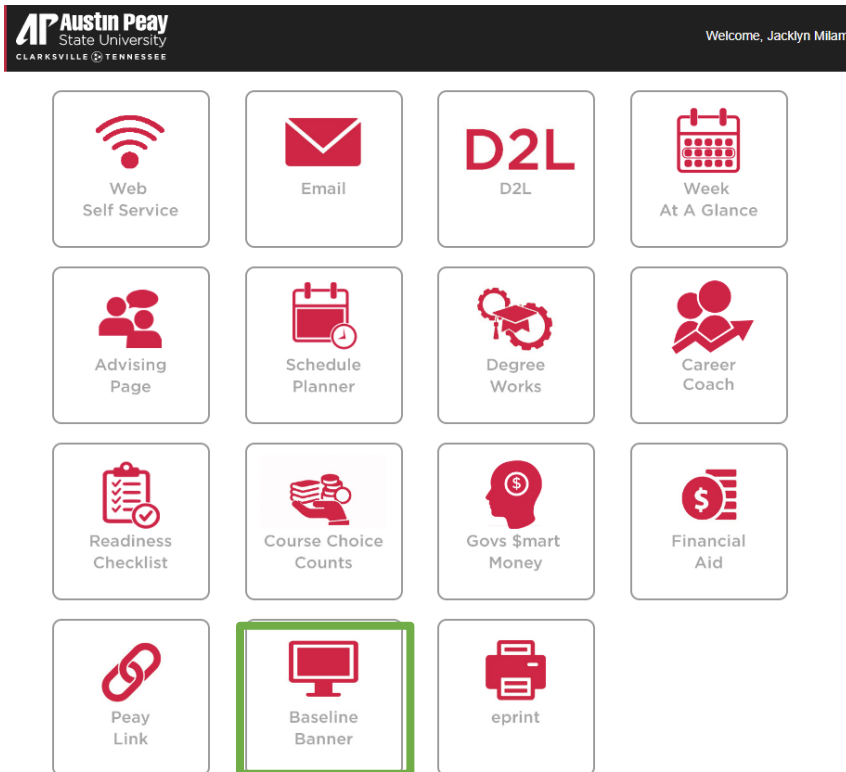 AP Austin Peay
State University
CLARKSVILLE TENNESSEE
Welcome, Jacklyn Milam
Web
Self Service
Email
D2L
D2L
Week
At A Glance
Advising
Page
Schedule
Planner
Degree
Works
Career
Coach
Readiness
Checklist
Course Choice
Counts
$
Govs $mart
Money
$
Financial
Aid
Peay
Link
Baseline
Banner
eprint